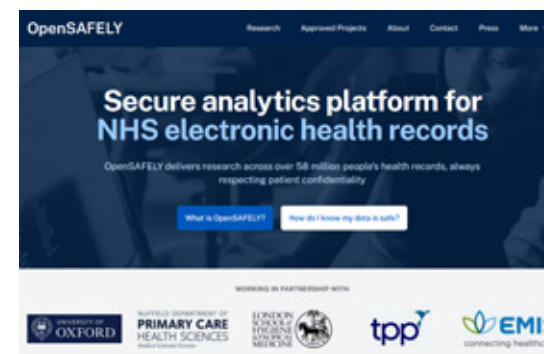 OpenSAFELY
Research Approved Projects About Contact Press More
Secure analytics platform for
NHS electronic health records
OpenSAFELY delivers research across over 58 million people's health records, always
respecting patient confidentiality
What is OpenSAFELY? How do I know my data is safe?
WORKING IN PARTNERSHIP WITH
UNIVERSITY OF
OXFORD
NUFFIELD DEPARTMENT OF
PRIMARY CARE
HEALTH SCIENCES
Medical Sciences Division
LONDON
SCHOOL of
HYGIENE
& TROPICAL
MEDICINE
tpp
EMIS
connecting healthc